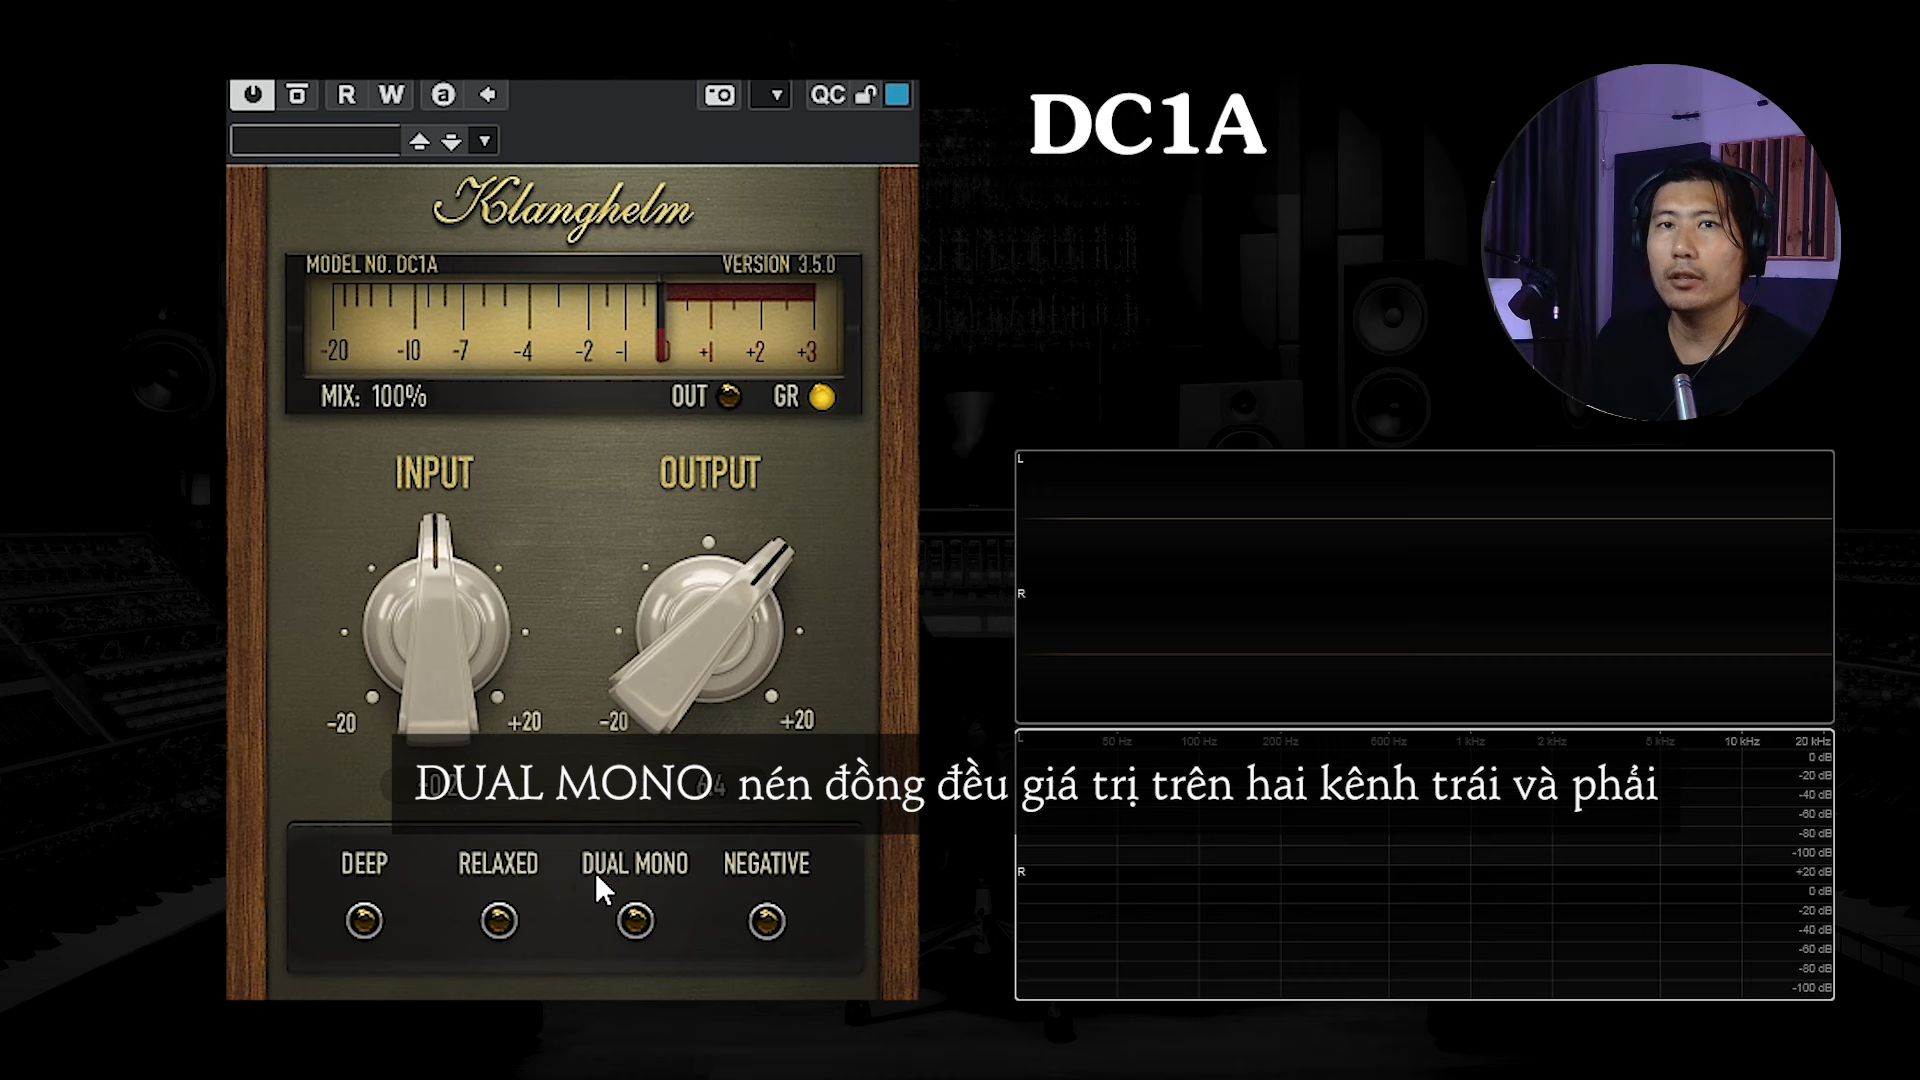 R W a QC
DC1A
Klanghelm
MODEL NO. DC1A VERSION 3.5.0
-20 -10 -7 -4 -2 -1 0 +1 +2 +3
MIX: 100% OUT GR
INPUT OUTPUT
-20 +20 -20 +20
DUAL MONO nén đồng đều giá trị trên hai kênh trái và phải
DEEP RELAXED DUAL MONO NEGATIVE
L
R
L 50 Hz 100 Hz 200 Hz 500 Hz 1 kHz 2 kHz 5 kHz 10 kHz 20 kHz
0 dB
-20 dB
-40 dB
-60 dB
-80 dB
-100 dB
R +20 dB
0 dB
-20 dB
-40 dB
-60 dB
-80 dB
-100 dB